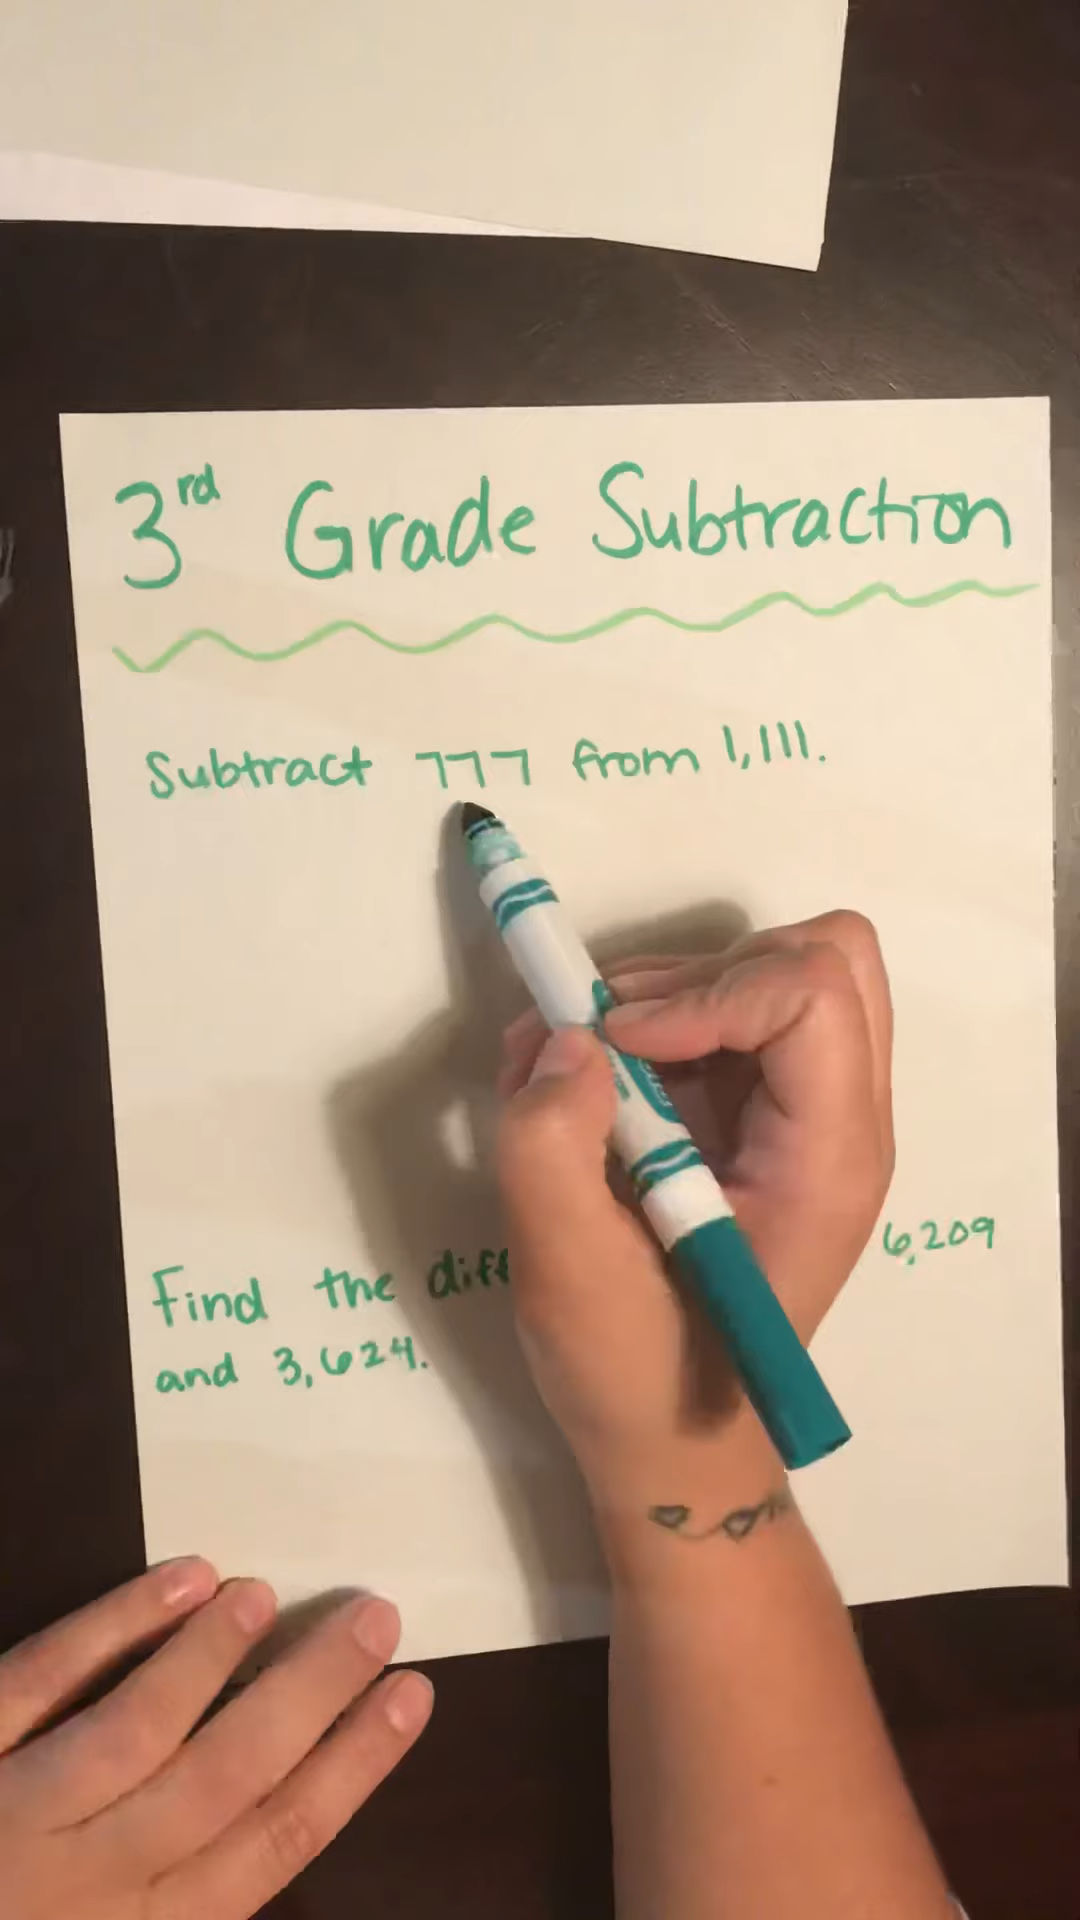 3rd Grade Subtraction
Subtract 777 from 1,111.
Find the diff 6,209
and 3,624.